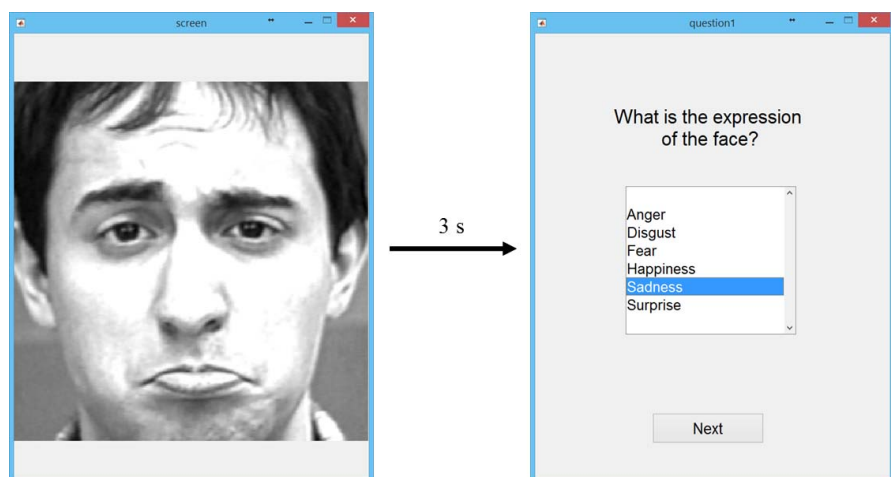 screen
3 s
question1
What is the expression
of the face?
Anger
Disgust
Fear
Happiness
Sadness
Surprise
Next